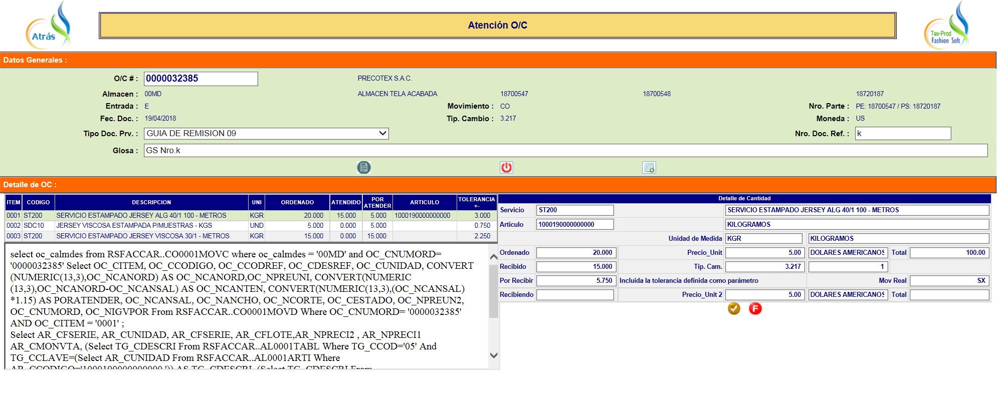 Atrás
Atención O/C
Tex-Prod
Fashion Soft
Datos Generales :
O/C # : 0000032385 PRECOTEX S.A.C.
Almacen : 00MD ALMACEN TELA ACABADA 18700547 18700548 18720187
Entrada : E Movimiento : CO Nro. Parte : PE: 18700547 / PS: 18720187
Fec. Doc. : 19/04/2018 Tip. Cambio : 3.217 Moneda : US
Tipo Doc. Prv. : GUIA DE REMISION 09 Nro. Doc. Ref. : k
Glosa : GS Nro.k
Detalle de OC :
ITEM CODIGO DESCRIPCION UNI ORDENADO ATENDIDO POR ATENDER ARTICULO TOLERANCIA +-
0001 ST200 SERVICIO ESTAMPADO JERSEY ALG 40/1 100 - METROS KGR 20.000 15.000 5.000 1000190000000000 3.000
0002 SDC10 JERSEY VISCOSA ESTAMPADA P/MUESTRAS - KGS UND 5.000 0.000 5.000 0.750
0003 ST200 SERVICIO ESTAMPADO JERSEY VISCOSA 30/1 - METROS KGR 15.000 0.000 15.000 2.250
select oc_calmdes from RSFACCAR..CO0001MOVC where oc_calmdes = '00MD' and OC_CNUMORD=
'0000032385' Select OC_CITEM, OC_CCODIGO, OC_CCODREF, OC_CDESREF, OC_CUNIDAD, CONVERT
(NUMERIC(13,3),OC_NCANORD) AS OC_NCANORD,OC_NPREUNI, CONVERT(NUMERIC
(13,3),OC_NCANORD-OC_NCANSAL) AS OC_NCANTEN, CONVERT(NUMERIC(13,3),(OC_NCANSAL)
*1.15) AS PORATENDER, OC_NCANSAL, OC_NANCHO, OC_NCORTE, OC_CESTADO, OC_NPREUN2,
OC_CNUMORD, OC_NIGVPOR From RSFACCAR..CO0001MOVD Where OC_CNUMORD= '0000032385'
AND OC_CITEM = '0001' ;
Select AR_CFSERIE, AR_CUNIDAD, AR_CFSERIE, AR_CFLOTE,AR_NPRECI2 , AR_NPRECI1
AR_CMONVTA, (Select TG_CDESCRI From RSFACCAR..AL0001TABL Where TG_CCOD='05' And
TG_CCLAVE=(Select AR_CUNIDAD From RSFACCAR..AL0001ARTI Where
AR_CCODIGO='1000190000000000 ')) AS TG_CDESCRI, (Select TG_CDESCRI From
Detalle de Cantidad
Servicio ST200 SERVICIO ESTAMPADO JERSEY ALG 40/1 100 - METROS
Articulo 1000190000000000 KILOGRAMOS
Unidad de Medida KGR KILOGRAMOS
Ordenado 20.000 Precio_Unit 5.00 DOLARES AMERICANOS Total 100.00
Recibido 15.000 Tip. Cam. 3.217 1
Por Recibir 5.750 Incluida la tolerancia definida como parámetro Mov Real SX
Recibiendo Precio_Unit 2 5.00 DOLARES AMERICANOS Total
F